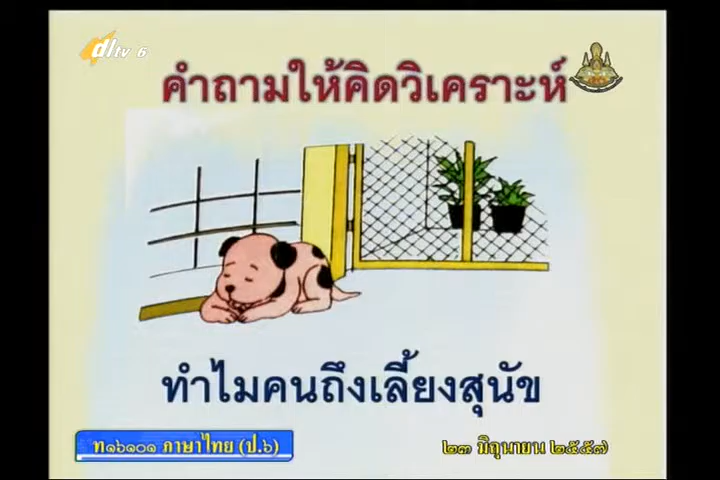 dltv 6
คำถามให้คิดวิเคราะห์
ทำไมคนถึงเลี้ยงสุนัข
ท๑๖๑๐๑ ภาษาไทย (ป.๖)
๒๓ มิถุนายน ๒๕๕๗